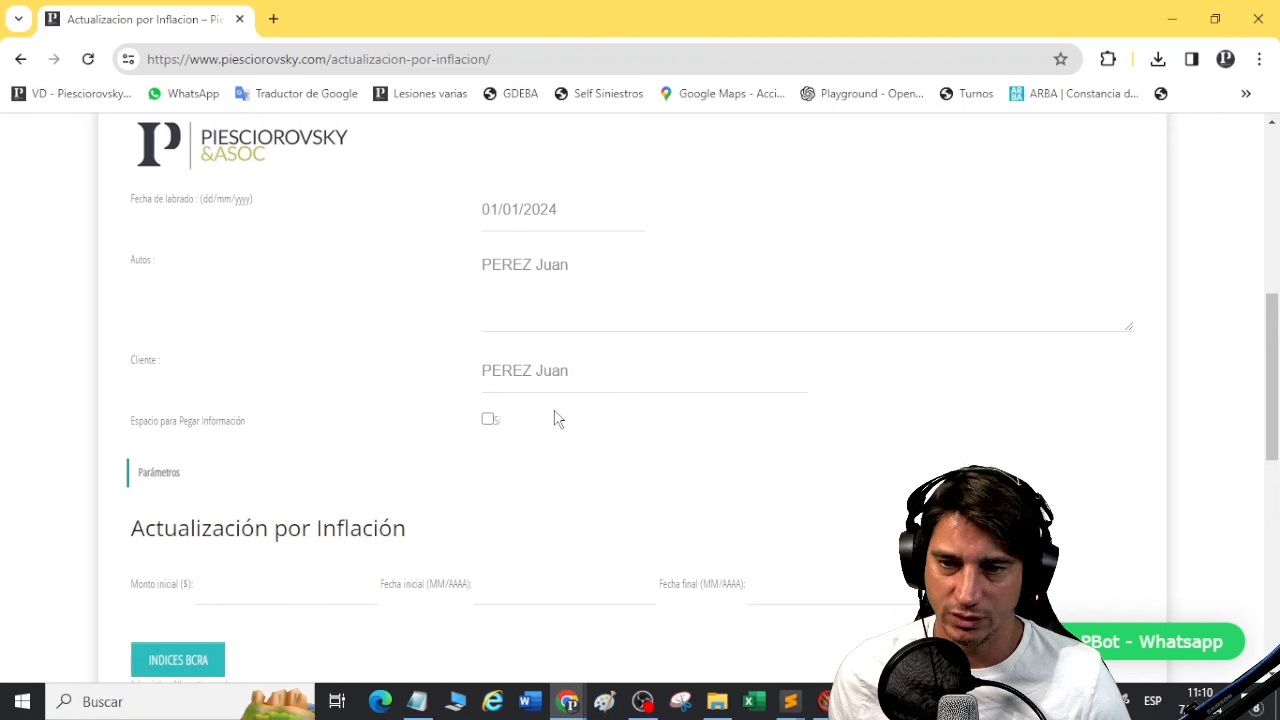 Actualizacion por Inflacion – Pie
https://www.piesciorovsky.com/actualizacion-por-inflacion/
VD - Piesciorovsky...
WhatsApp
Traductor de Google
Lesiones varias
GDEBA
Self Siniestros
Google Maps - Acci...
Playground - Open...
Turnos
ARBA | Constancia d...
PIESCIOROVSKY
&ASOC
Fecha de labrado : (dd/mm/yyyy)
01/01/2024
Autos :
PEREZ Juan
Cliente :
PEREZ Juan
Espacio para Pegar Información
Si
Parámetros
Actualización por Inflación
Monto inicial ($):
Fecha inicial (MM/AAAA):
Fecha final (MM/AAAA):
INDICES BCRA
PBot - Whatsapp
Buscar
ESP
11:10